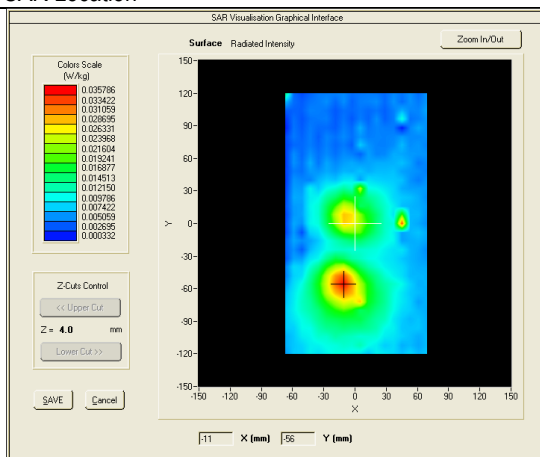 SAR Location
SAR Visualisation Graphical Interface
Surface Radiated Intensity
Zoom In/Out
Colors Scale
(W/kg)
0.035786
0.033422
0.031059
0.028695
0.026331
0.023968
0.021604
0.019241
0.016877
0.014513
0.012150
0.009786
0.007422
0.005059
0.002695
0.000332
Z-Cuts Control
<< Upper Cut
Z = 4.0 mm
Lower Cut >>
SAVE Cancel
150
120
90
60
30
0
-30
-60
-90
-120
-150
Y
-150 -120 -90 -60 -30 0 30 60 90 120 150
X
-11 X (mm) -56 Y (mm)